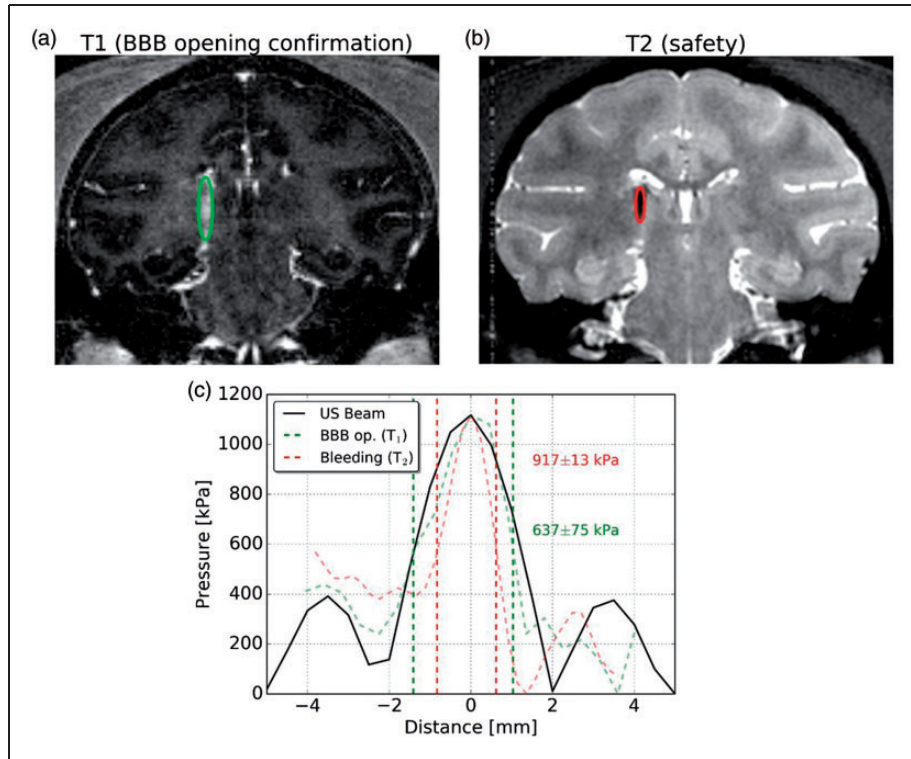 (a)
T1 (BBB opening confirmation)
(b)
T2 (safety)
(c)
1200
1000
800
600
400
200
0
Pressure [kPa]
US Beam
BBB op. (T₁)
Bleeding (T₂)
917±13 kPa
637±75 kPa
−4
−2
0
2
4
Distance [mm]